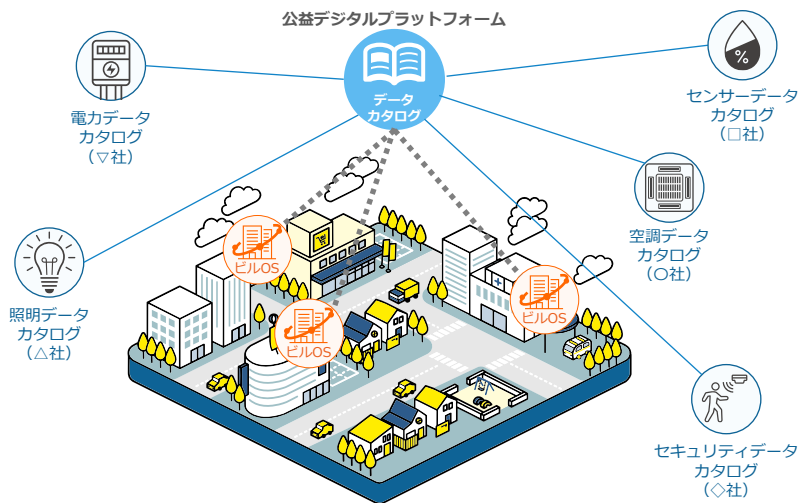 公益デジタルプラットフォーム
データ
カタログ
電力データ
カタログ
(▽社)
センサーデータ
カタログ
(□社)
空調データ
カタログ
(〇社)
照明データ
カタログ
(△社)
セキュリティデータ
カタログ
(◇社)
ビルOS
ビルOS
ビルOS
%